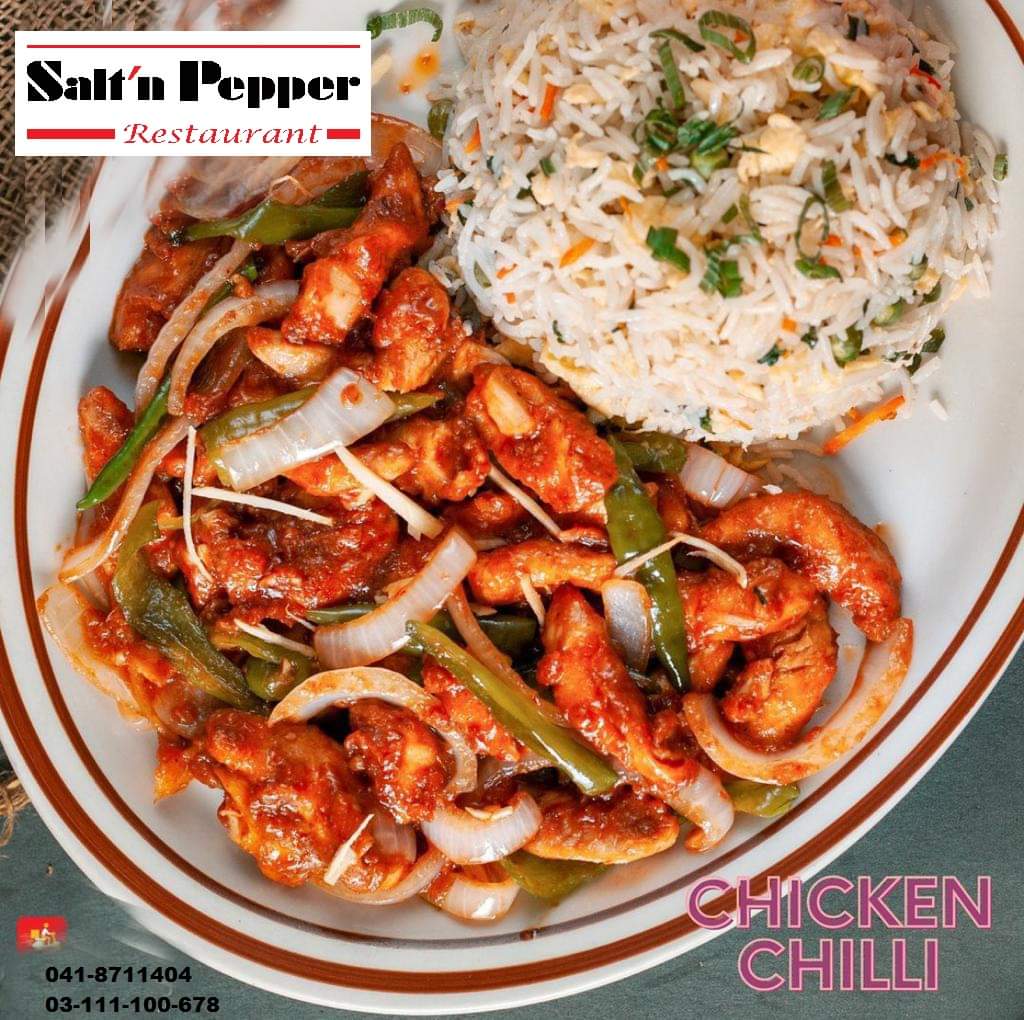 Salt'n Pepper
Restaurant
CHICKEN
CHILLI
041-8711404
03-111-100-678